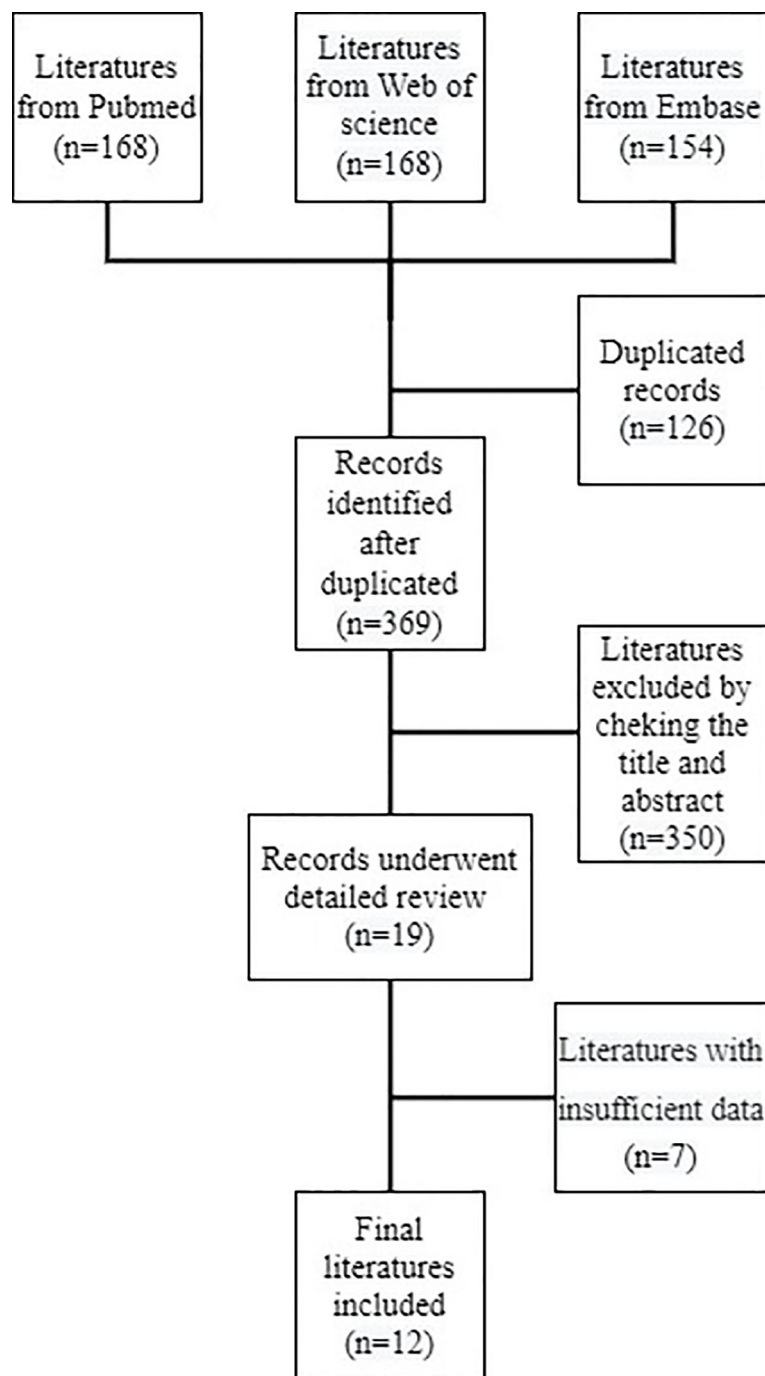 Literatures
from Pubmed
(n=168)
Literatures
from Web of
science
(n=168)
Literatures
from Embase
(n=154)
Duplicated
records
(n=126)
Records
identified
after
duplicated
(n=369)
Literatures
excluded by
cheking the
title and
abstract
(n=350)
Records underwent
detailed review
(n=19)
Literatures with
insufficient data
(n=7)
Final
literatures
included
(n=12)